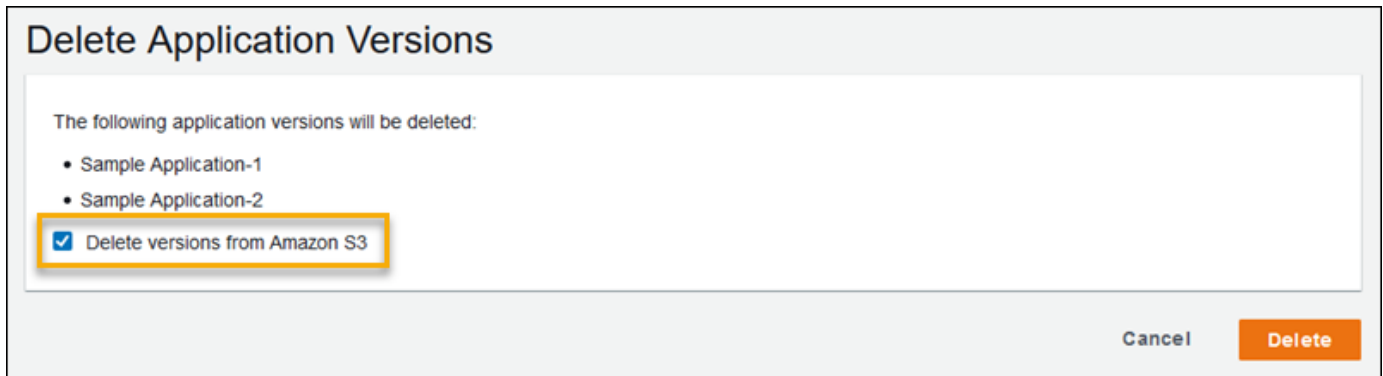 Delete Application Versions
The following application versions will be deleted:
• Sample Application-1
• Sample Application-2
Delete versions from Amazon S3
Cancel Delete